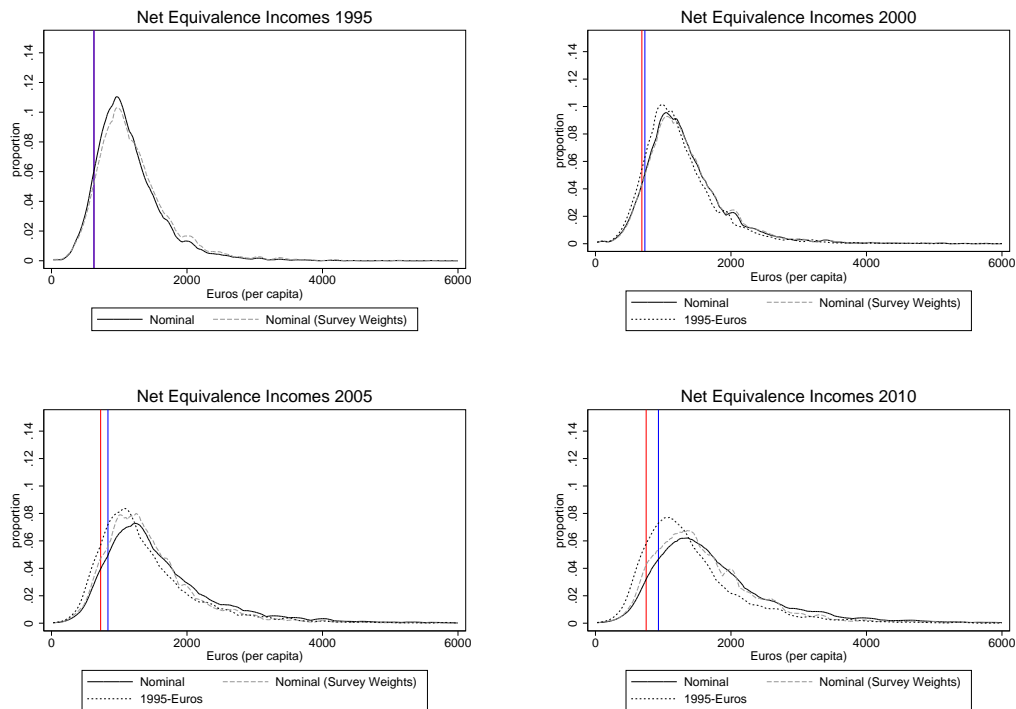 Net Equivalence Incomes 1995
proportion
0 .02 .04 .06 .08 .1 .12 .14
0 2000 4000 6000
Euros (per capita)
Nominal Nominal (Survey Weights)
Net Equivalence Incomes 2000
proportion
0 .02 .04 .06 .08 .1 .12 .14
0 2000 4000 6000
Euros (per capita)
Nominal Nominal (Survey Weights)
1995-Euros
Net Equivalence Incomes 2005
proportion
0 .02 .04 .06 .08 .1 .12 .14
0 2000 4000 6000
Euros (per capita)
Nominal Nominal (Survey Weights)
1995-Euros
Net Equivalence Incomes 2010
proportion
0 .02 .04 .06 .08 .1 .12 .14
0 2000 4000 6000
Euros (per capita)
Nominal Nominal (Survey Weights)
1995-Euros